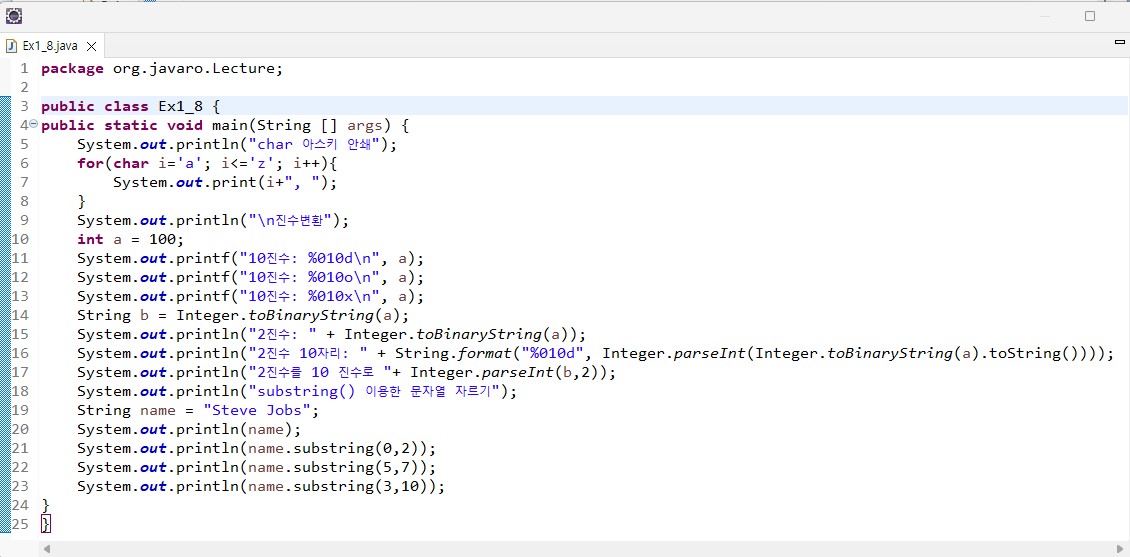 Ex1_8.java
1 package org.javaro.Lecture;
2
3 public class Ex1_8 {
4 public static void main(String [] args) {
5     System.out.println("char 아스키 안쇄");
6     for(char i='a'; i<='z'; i++){
7         System.out.print(i+", ");
8     }
9     System.out.println("\n진수변환");
10     int a = 100;
11     System.out.printf("10진수: %010d\n", a);
12     System.out.printf("10진수: %010o\n", a);
13     System.out.printf("10진수: %010x\n", a);
14     String b = Integer.toBinaryString(a);
15     System.out.println("2진수: " + Integer.toBinaryString(a));
16     System.out.println("2진수 10자리: " + String.format("%010d", Integer.parseInt(Integer.toBinaryString(a).toString())));
17     System.out.println("2진수를 10 진수로 "+ Integer.parseInt(b,2));
18     System.out.println("substring() 이용한 문자열 자르기");
19     String name = "Steve Jobs";
20     System.out.println(name);
21     System.out.println(name.substring(0,2));
22     System.out.println(name.substring(5,7));
23     System.out.println(name.substring(3,10));
24 }
25 }